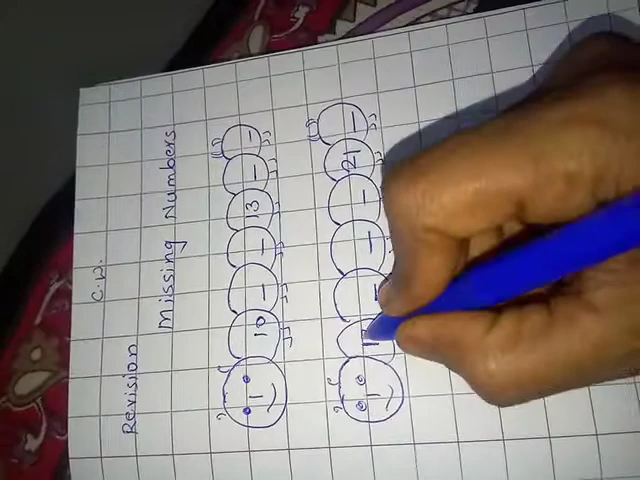 C.W.
Revision
Missing Numbers
10 _ _ 13 _ _
1 _ _ _ 21 _